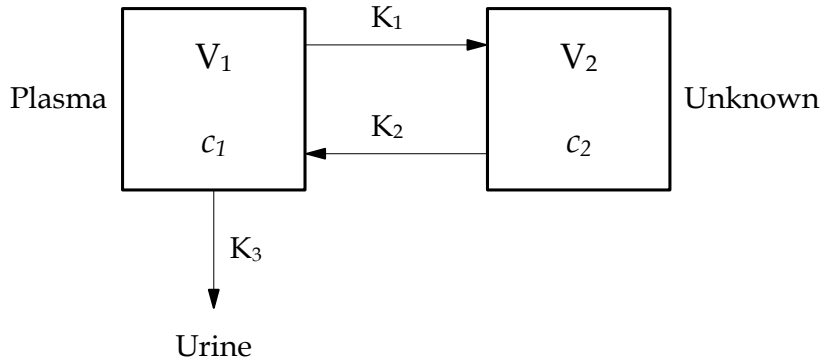 K₁
V₁
V₂
Plasma
Unknown
K₂
c₁
c₂
K₃
Urine